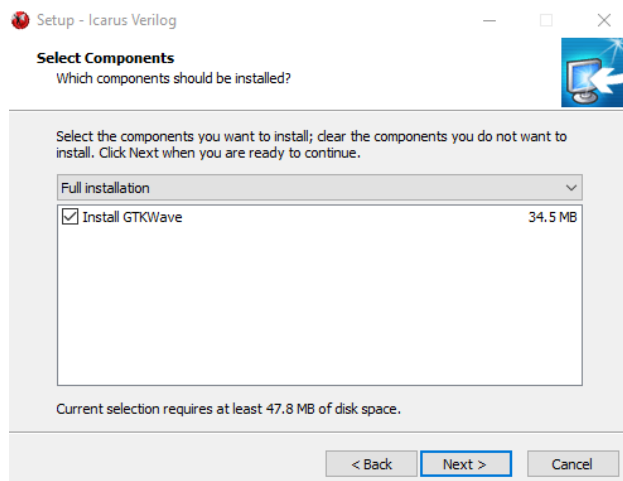 Setup - Icarus Verilog
Select Components
Which components should be installed?
Select the components you want to install; clear the components you do not want to
install. Click Next when you are ready to continue.
Full installation
Install GTKWave 34.5 MB
Current selection requires at least 47.8 MB of disk space.
< Back Next > Cancel